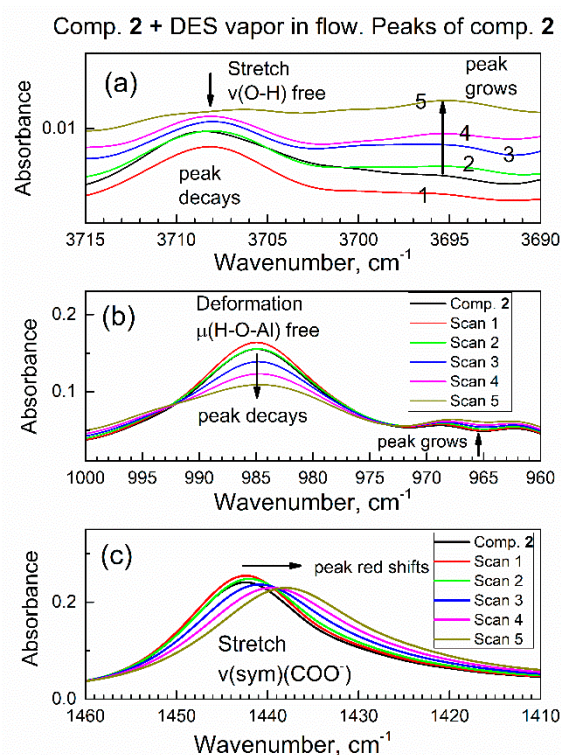 Comp. 2 + DES vapor in flow. Peaks of comp. 2
(a)
Stretch
ν(O-H) free
peak
grows
5
4
3
2
1
peak
decays
0.01
Absorbance
3715 3710 3705 3700 3695 3690
Wavenumber, cm-1
(b)
Deformation
μ(H-O-Al) free
peak decays
peak grows
Comp. 2
Scan 1
Scan 2
Scan 3
Scan 4
Scan 5
0.2
0.1
Absorbance
1000 995 990 985 980 975 970 965 960
Wavenumber, cm-1
(c)
peak red shifts
Stretch
ν(sym)(COO-)
Comp. 2
Scan 1
Scan 2
Scan 3
Scan 4
Scan 5
0.2
0.0
Absorbance
1460 1450 1440 1430 1420 1410
Wavenumber, cm-1